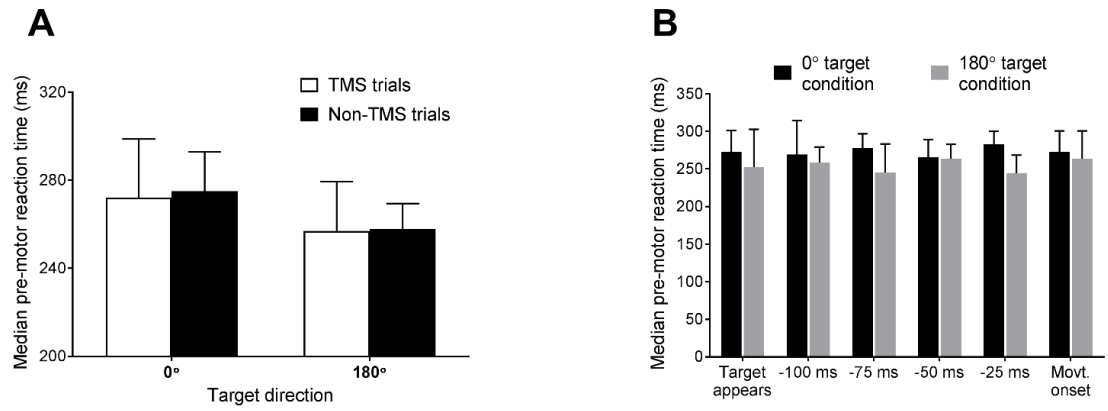 A
Median pre-motor reaction time (ms)
320
280
240
200
TMS trials
Non-TMS trials
0°
180°
Target direction
B
Median pre-motor reaction time (ms)
0° target
condition
180° target
condition
350
300
250
200
150
100
50
0
Target
appears
-100 ms
-75 ms
-50 ms
-25 ms
Movt.
onset